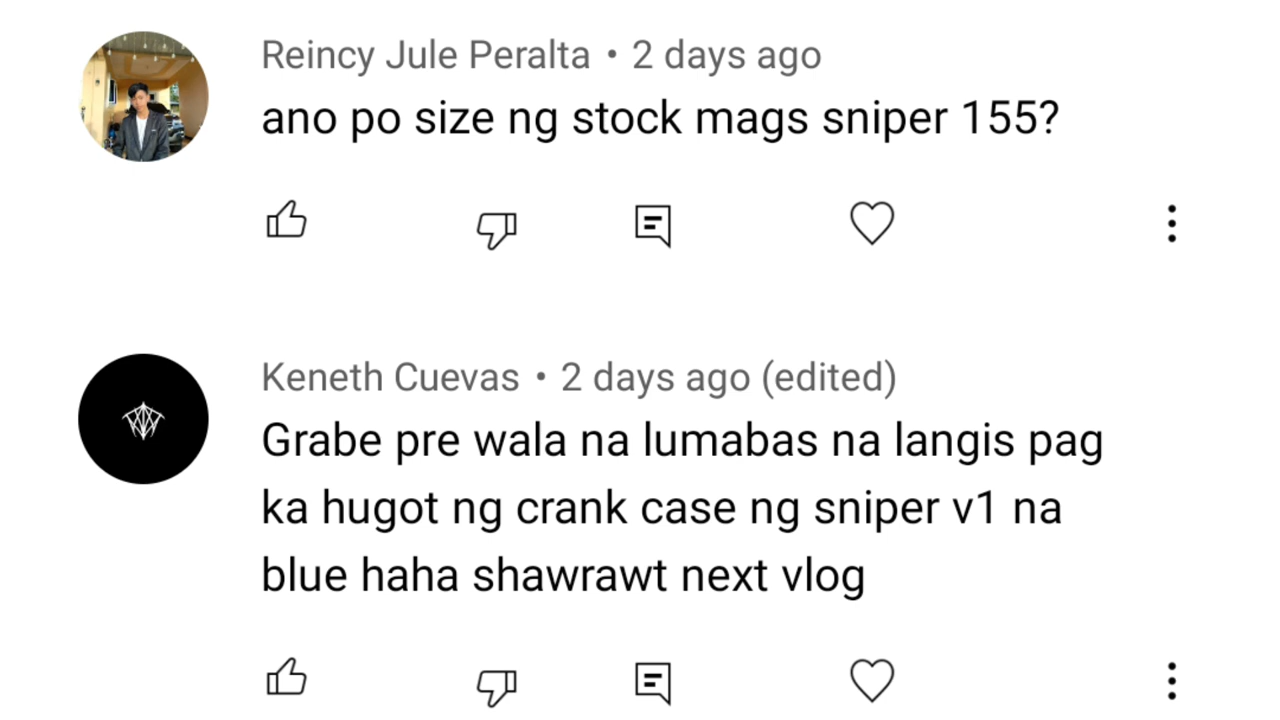 Reincy Jule Peralta • 2 days ago
ano po size ng stock mags sniper 155?
Keneth Cuevas • 2 days ago (edited)
Grabe pre wala na lumabas na langis pag
ka hugot ng crank case ng sniper v1 na
blue haha shawrawt next vlog